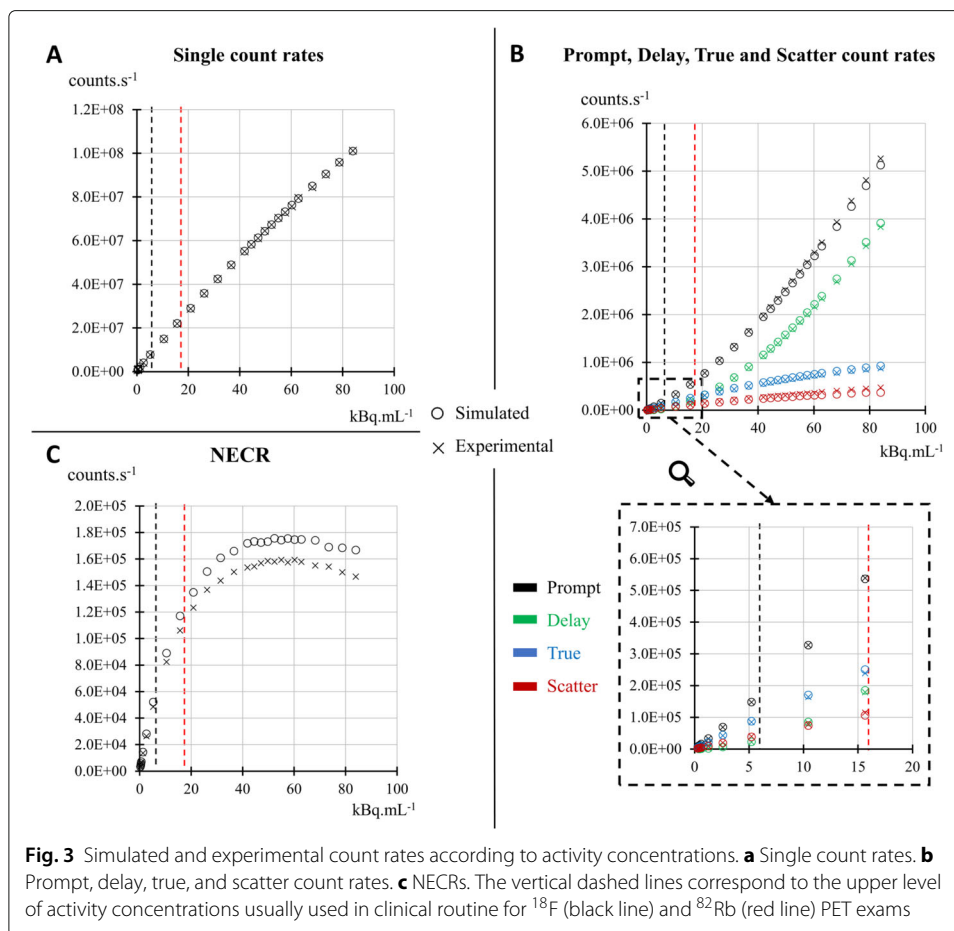 A
Single count rates
counts.s⁻¹
1.2E+08
1.0E+08
8.0E+07
6.0E+07
4.0E+07
2.0E+07
0.0E+00
0 20 40 60 80 100
kBq.mL⁻¹
○ Simulated
× Experimental
B
Prompt, Delay, True and Scatter count rates
counts.s⁻¹
6.0E+06
5.0E+06
4.0E+06
3.0E+06
2.0E+06
1.0E+06
0.0E+00
0 20 40 60 80 100
kBq.mL⁻¹
C
NECR
counts.s⁻¹
2.0E+05
1.8E+05
1.6E+05
1.4E+05
1.2E+05
1.0E+05
8.0E+04
6.0E+04
4.0E+04
2.0E+04
0.0E+00
0 20 40 60 80 100
kBq.mL⁻¹
Prompt
Delay
True
Scatter
7.0E+05
6.0E+05
5.0E+05
4.0E+05
3.0E+05
2.0E+05
1.0E+05
0.0E+00
0 5 10 15 20
Fig. 3 Simulated and experimental count rates according to activity concentrations. a Single count rates. b
Prompt, delay, true, and scatter count rates. c NECRs. The vertical dashed lines correspond to the upper level
of activity concentrations usually used in clinical routine for ¹⁸F (black line) and ⁸²Rb (red line) PET exams